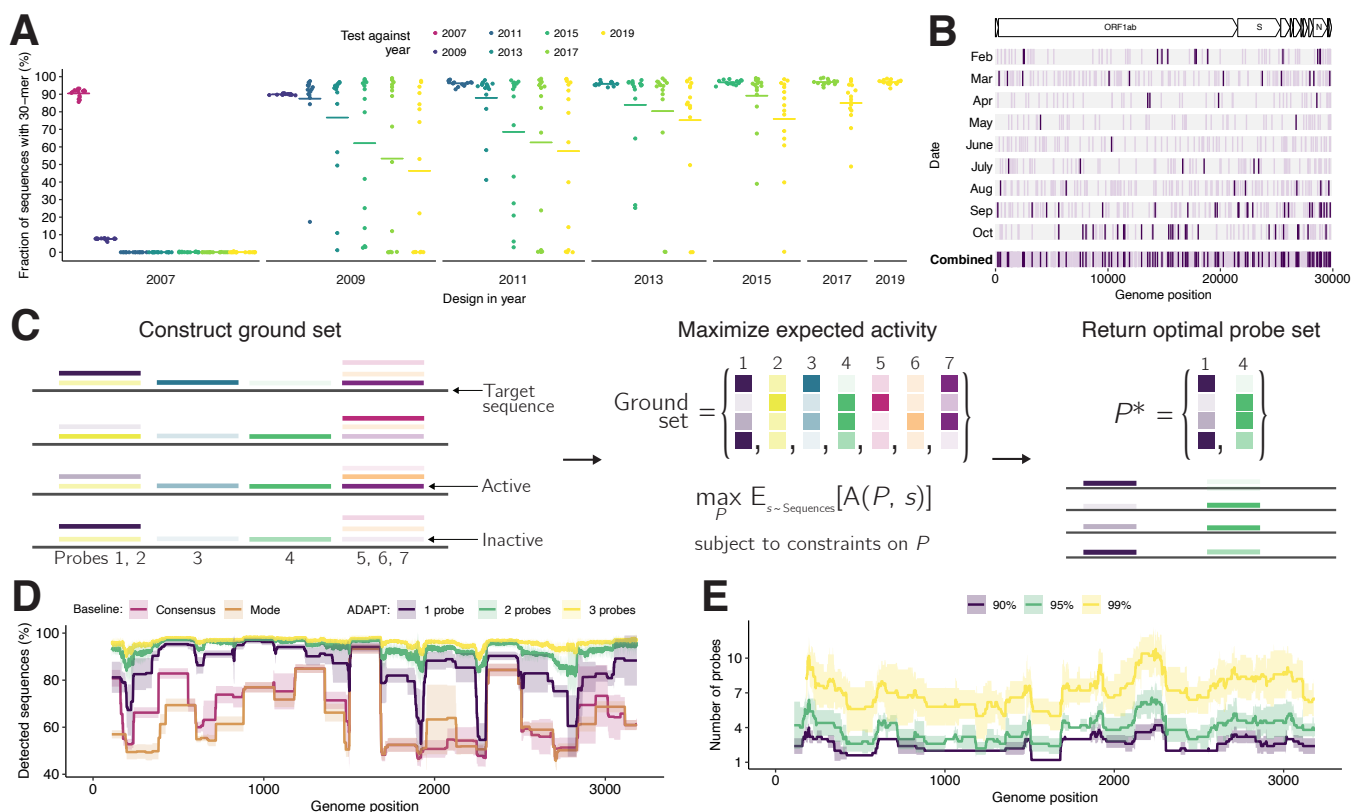 A
Test against
year
2007
2009
2011
2013
2015
2017
2019
Fraction of sequences with 30−mer (%)
100
90
80
70
60
50
40
30
20
10
0
2007
2009
2011
2013
2015
2017
2019
Design in year
B
ORF1ab
S
N
Date
Feb
Mar
Apr
May
June
July
Aug
Sep
Oct
Combined
0
10000
20000
30000
Genome position
C
Construct ground set
Target
sequence
Active
Inactive
Probes 1, 2
3
4
5, 6, 7
Maximize expected activity
1 2 3 4 5 6 7
Ground
set
= { , , , , , , }
max E s~Sequences [A(P, s)]
P
subject to constraints on P
Return optimal probe set
1 4
P* = { , }
D
Baseline: Consensus Mode ADAPT: 1 probe 2 probes 3 probes
Detected sequences (%)
100
80
60
40
0
1000
2000
3000
Genome position
E
90% 95% 99%
Number of probes
10
7
4
1
0
1000
2000
3000
Genome position